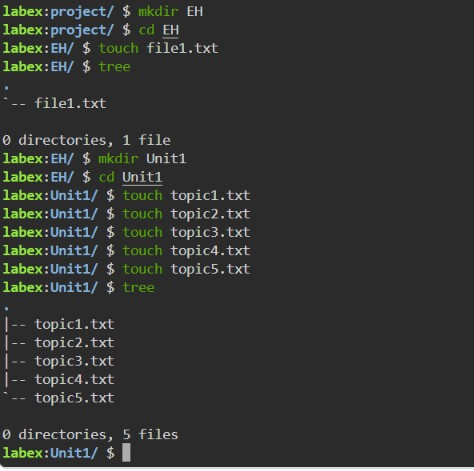 labex:project/ $ mkdir EH
labex:project/ $ cd EH
labex:EH/ $ touch file1.txt
labex:EH/ $ tree
.
`-- file1.txt

0 directories, 1 file
labex:EH/ $ mkdir Unit1
labex:EH/ $ cd Unit1
labex:Unit1/ $ touch topic1.txt
labex:Unit1/ $ touch topic2.txt
labex:Unit1/ $ touch topic3.txt
labex:Unit1/ $ touch topic4.txt
labex:Unit1/ $ touch topic5.txt
labex:Unit1/ $ tree
.
|-- topic1.txt
|-- topic2.txt
|-- topic3.txt
|-- topic4.txt
`-- topic5.txt

0 directories, 5 files
labex:Unit1/ $